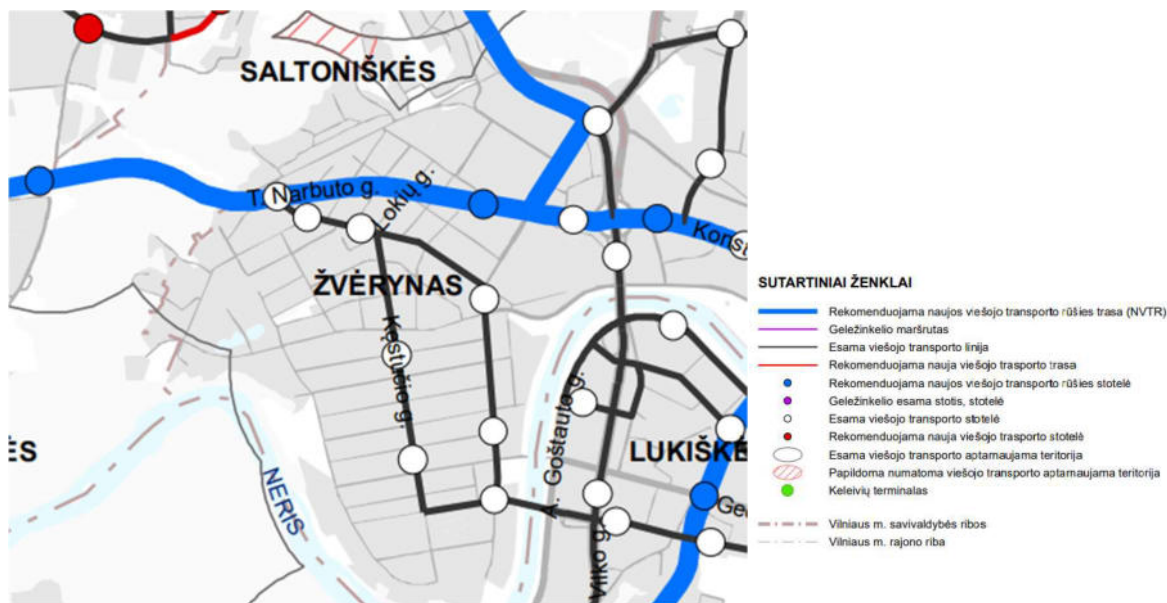 SALTONIŠKĖS
T. Narbuto g.
Lokių g.
Konst
ŽVĖRYNAS
Kęstučio g.
A. Goštauto g.
LUKIŠKĖ
ĖS
NERIS
Vilko g.
Ged
SUTARTINIAI ŽENKLAI
Rekomenduojama naujos viešojo transporto rūšies trasa (NVTR)
Geležinkelio maršrutas
Esama viešojo transporto linija
Rekomenduojama nauja viešojo trasporto trasa
Rekomenduojama naujos viešojo transporto rūšies stotelė
Geležinkelio esama stotis, stotelė
Esama viešojo transporto stotelė
Rekomenduojama nauja viešojo trasporto stotelė
Esama viešojo transporto aptarnaujama teritorija
Papildoma numatoma viešojo transporto aptarnaujama teritorija
Keleivių terminalas
Vilniaus m. savivaldybės ribos
Vilniaus m. rajono riba